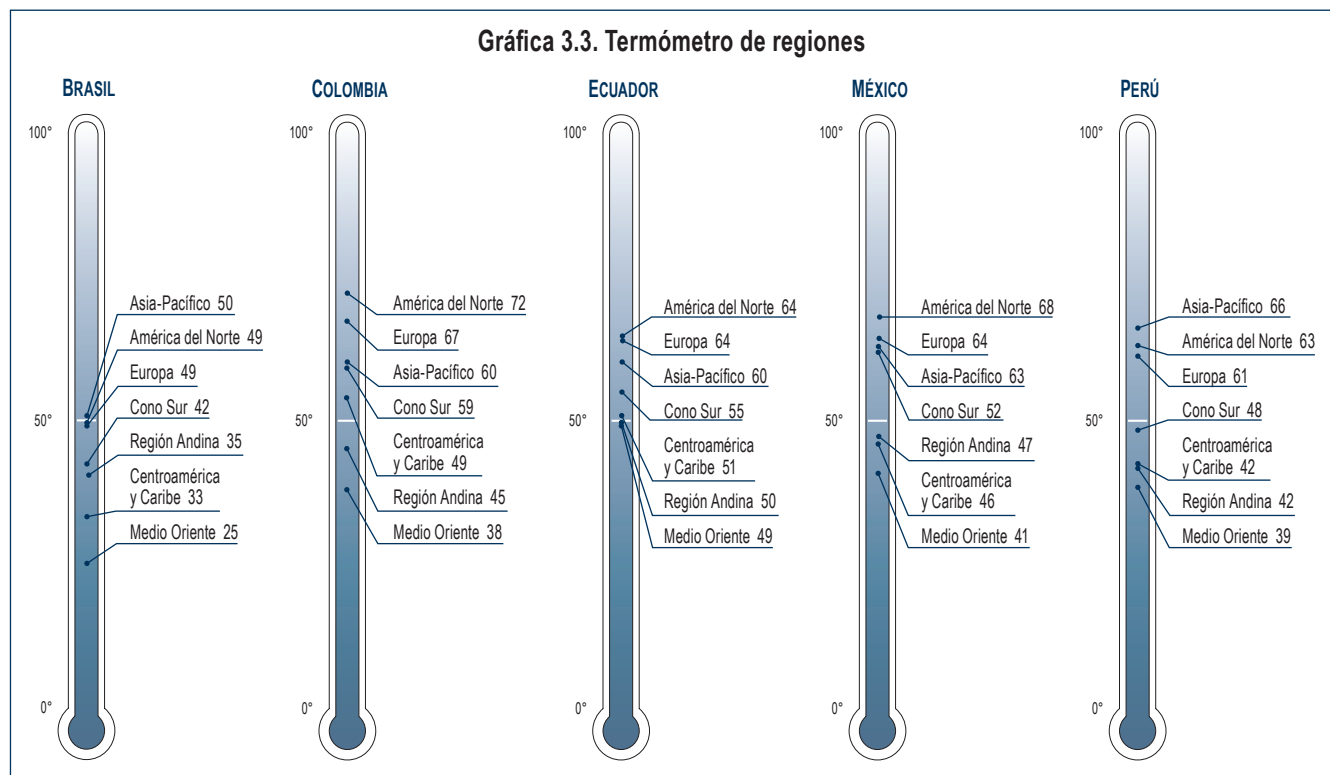 Gráfica 3.3. Termómetro de regiones
BRASIL
100°
50°
0°
Asia-Pacífico 50
América del Norte 49
Europa 49
Cono Sur 42
Región Andina 35
Centroamérica
y Caribe 33
Medio Oriente 25
COLOMBIA
100°
50°
0°
América del Norte 72
Europa 67
Asia-Pacífico 60
Cono Sur 59
Centroamérica
y Caribe 49
Región Andina 45
Medio Oriente 38
ECUADOR
100°
50°
0°
América del Norte 64
Europa 64
Asia-Pacífico 60
Cono Sur 55
Centroamérica
y Caribe 51
Región Andina 50
Medio Oriente 49
MÉXICO
100°
50°
0°
América del Norte 68
Europa 64
Asia-Pacífico 63
Cono Sur 52
Región Andina 47
Centroamérica
y Caribe 46
Medio Oriente 41
PERÚ
100°
50°
0°
Asia-Pacífico 66
América del Norte 63
Europa 61
Cono Sur 48
Centroamérica
y Caribe 42
Región Andina 42
Medio Oriente 39